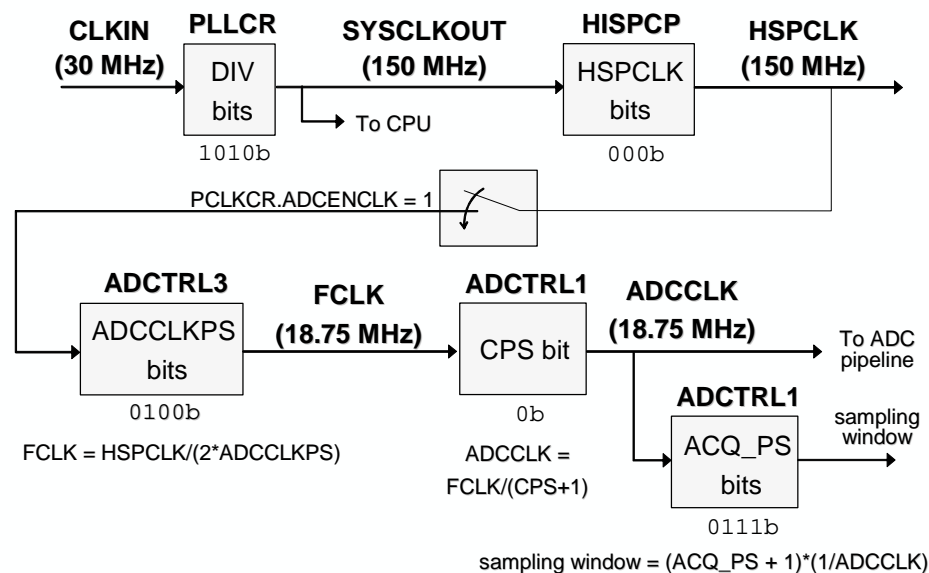 CLKIN
(30 MHz)
PLLCR
DIV
bits
1010b
SYSCLKOUT
(150 MHz)
To CPU
HISPCP
HSPCLK
bits
000b
HSPCLK
(150 MHz)
PCLKCR.ADCENCLK = 1
ADCTRL3
ADCCLKPS
bits
0100b
FCLK = HSPCLK/(2*ADCCLKPS)
FCLK
(18.75 MHz)
ADCTRL1
CPS bit
0b
ADCCLK =
FCLK/(CPS+1)
ADCCLK
(18.75 MHz)
To ADC
pipeline
ADCTRL1
ACQ_PS
bits
0111b
sampling
window
sampling window = (ACQ_PS + 1)*(1/ADCCLK)